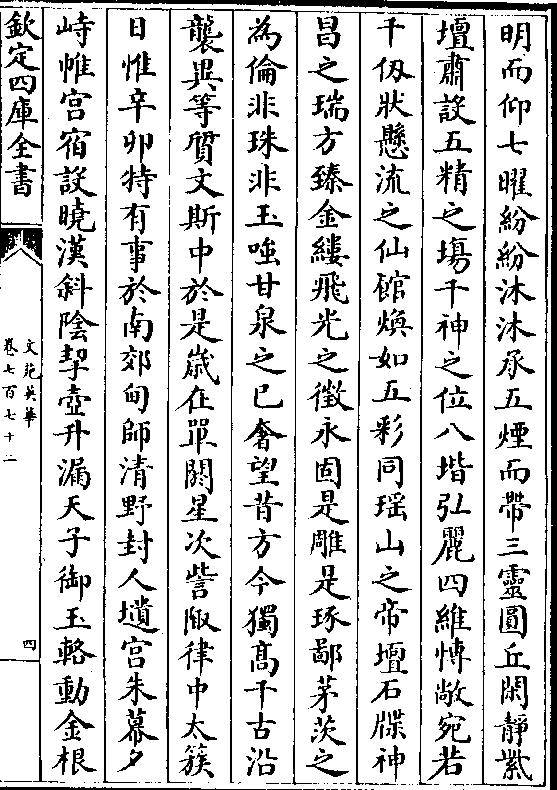 明而仰七曜紛紛沐沐承五煙而帶三靈圓丘閑靜紫
壇肅設五精之場千神之位八堦弘麗四維愽敞宛若
千仭狀懸流之仙館煥如五彩同瑶山之帝壇石牒神
昌之瑞方臻金縷飛光之徵永固是雕是琢鄙茅茨之
為倫非珠非玉嗤甘泉之已奢望昔方今獨髙千古沿
襲異等質文斯中於是嵗在單閼星次訾陬律中太簇
日惟辛卯特有事於南郊甸師清野封人壝宫朱幕夕
峙帷宫宿設曉漢斜陰挈壺升漏天子御玉輅動金根
欽定四庫全書
文苑英華
卷七百七十二
四